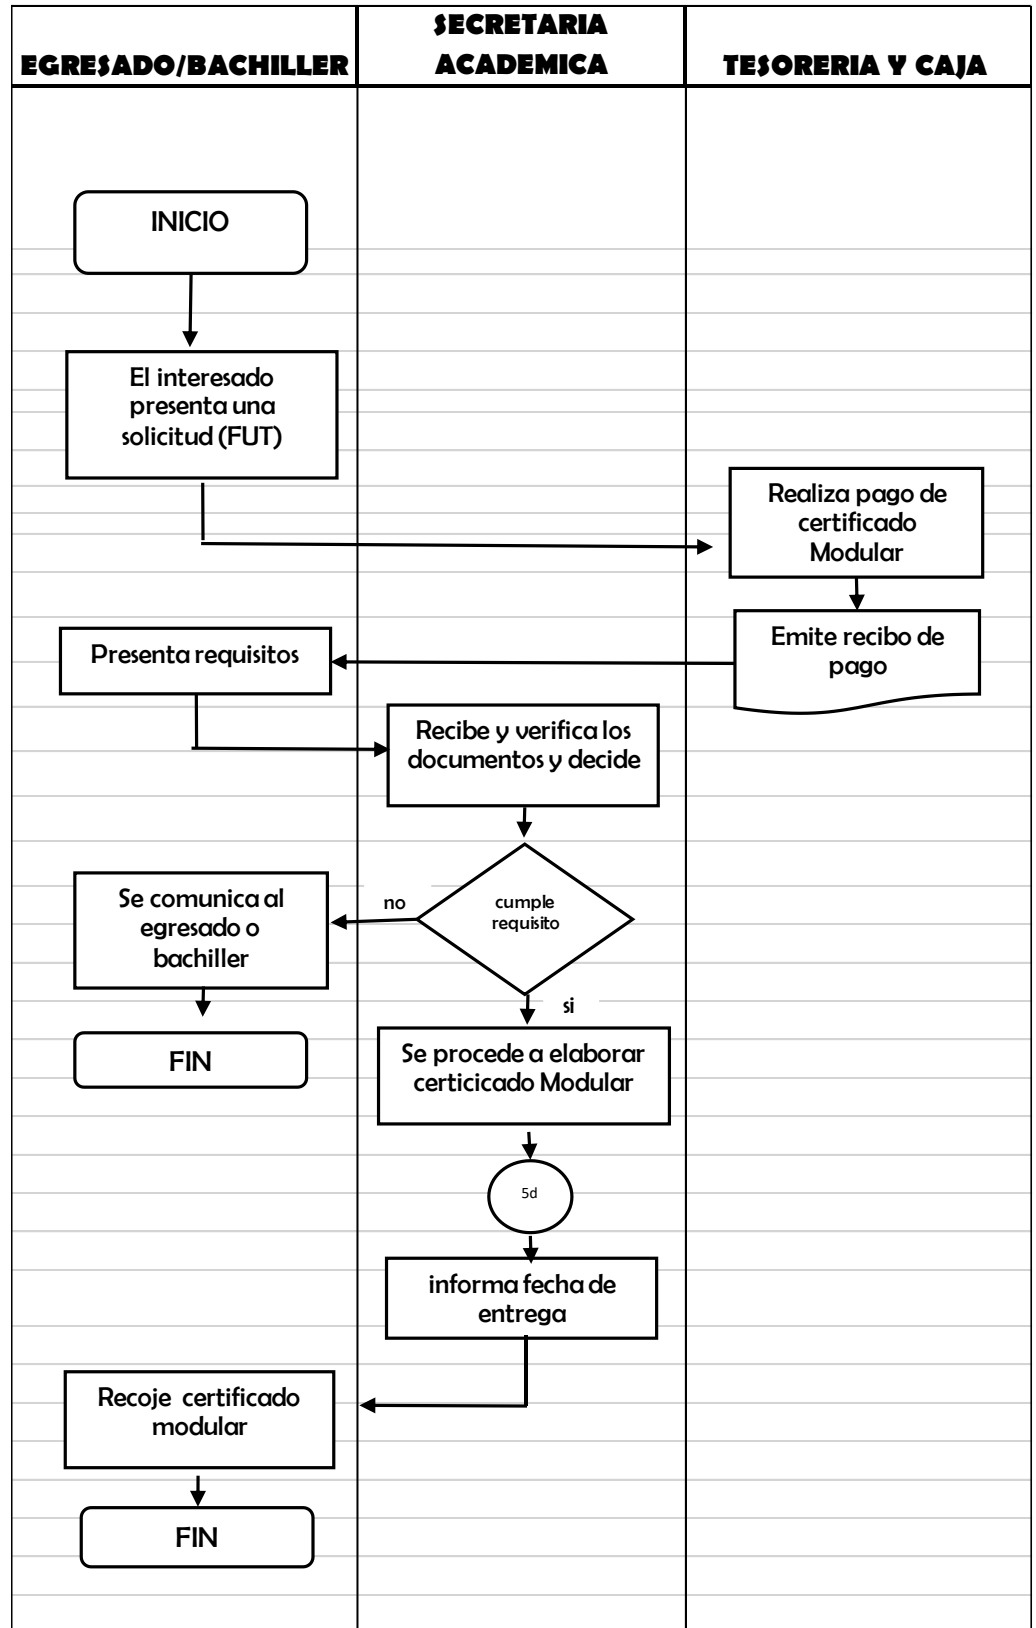 EGRESADO/BACHILLER
SECRETARIA
ACADEMICA
TESORERIA Y CAJA
INICIO
El interesado
presenta una
solicitud (FUT)
Realiza pago de
certificado
Modular
Emite recibo de
pago
Presenta requisitos
Recibe y verifica los
documentos y decide
cumple
requisito
no
Se comunica al
egresado o
bachiller
FIN
si
Se procede a elaborar
certicicado Modular
5d
informa fecha de
entrega
Recoje certificado
modular
FIN